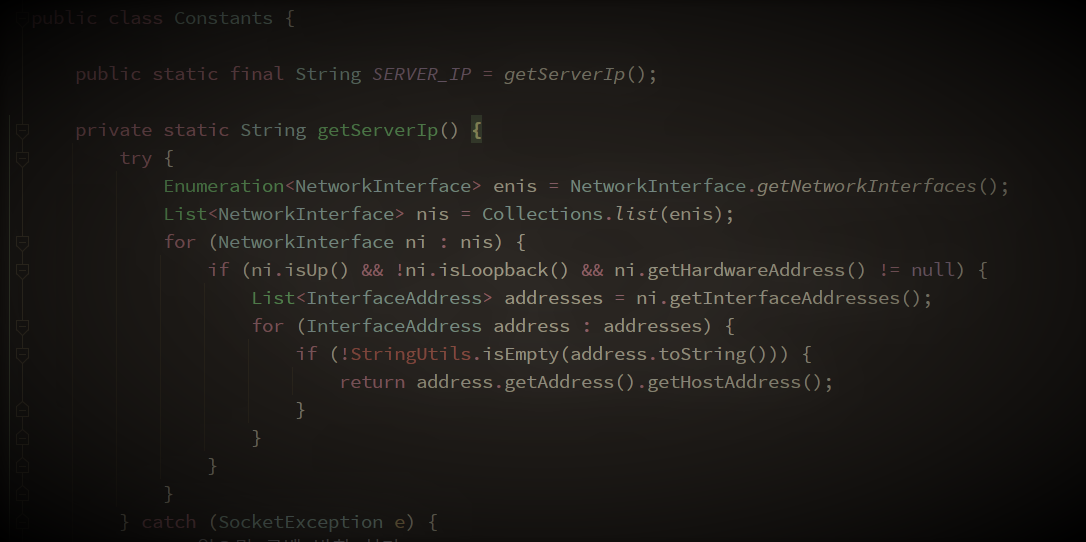 public class Constants {
public static final String SERVER_IP = getServerIp();
private static String getServerIp() {
try {
Enumeration<NetworkInterface> enis = NetworkInterface.getNetworkInterfaces();
List<NetworkInterface> nis = Collections.list(enis);
for (NetworkInterface ni : nis) {
if (ni.isUp() && !ni.isLoopback() && ni.getHardwareAddress() != null) {
List<InterfaceAddress> addresses = ni.getInterfaceAddresses();
for (InterfaceAddress address : addresses) {
if (!StringUtils.isEmpty(address.toString())) {
return address.getAddress().getHostAddress();
}
}
}
}
} catch (SocketException e) {